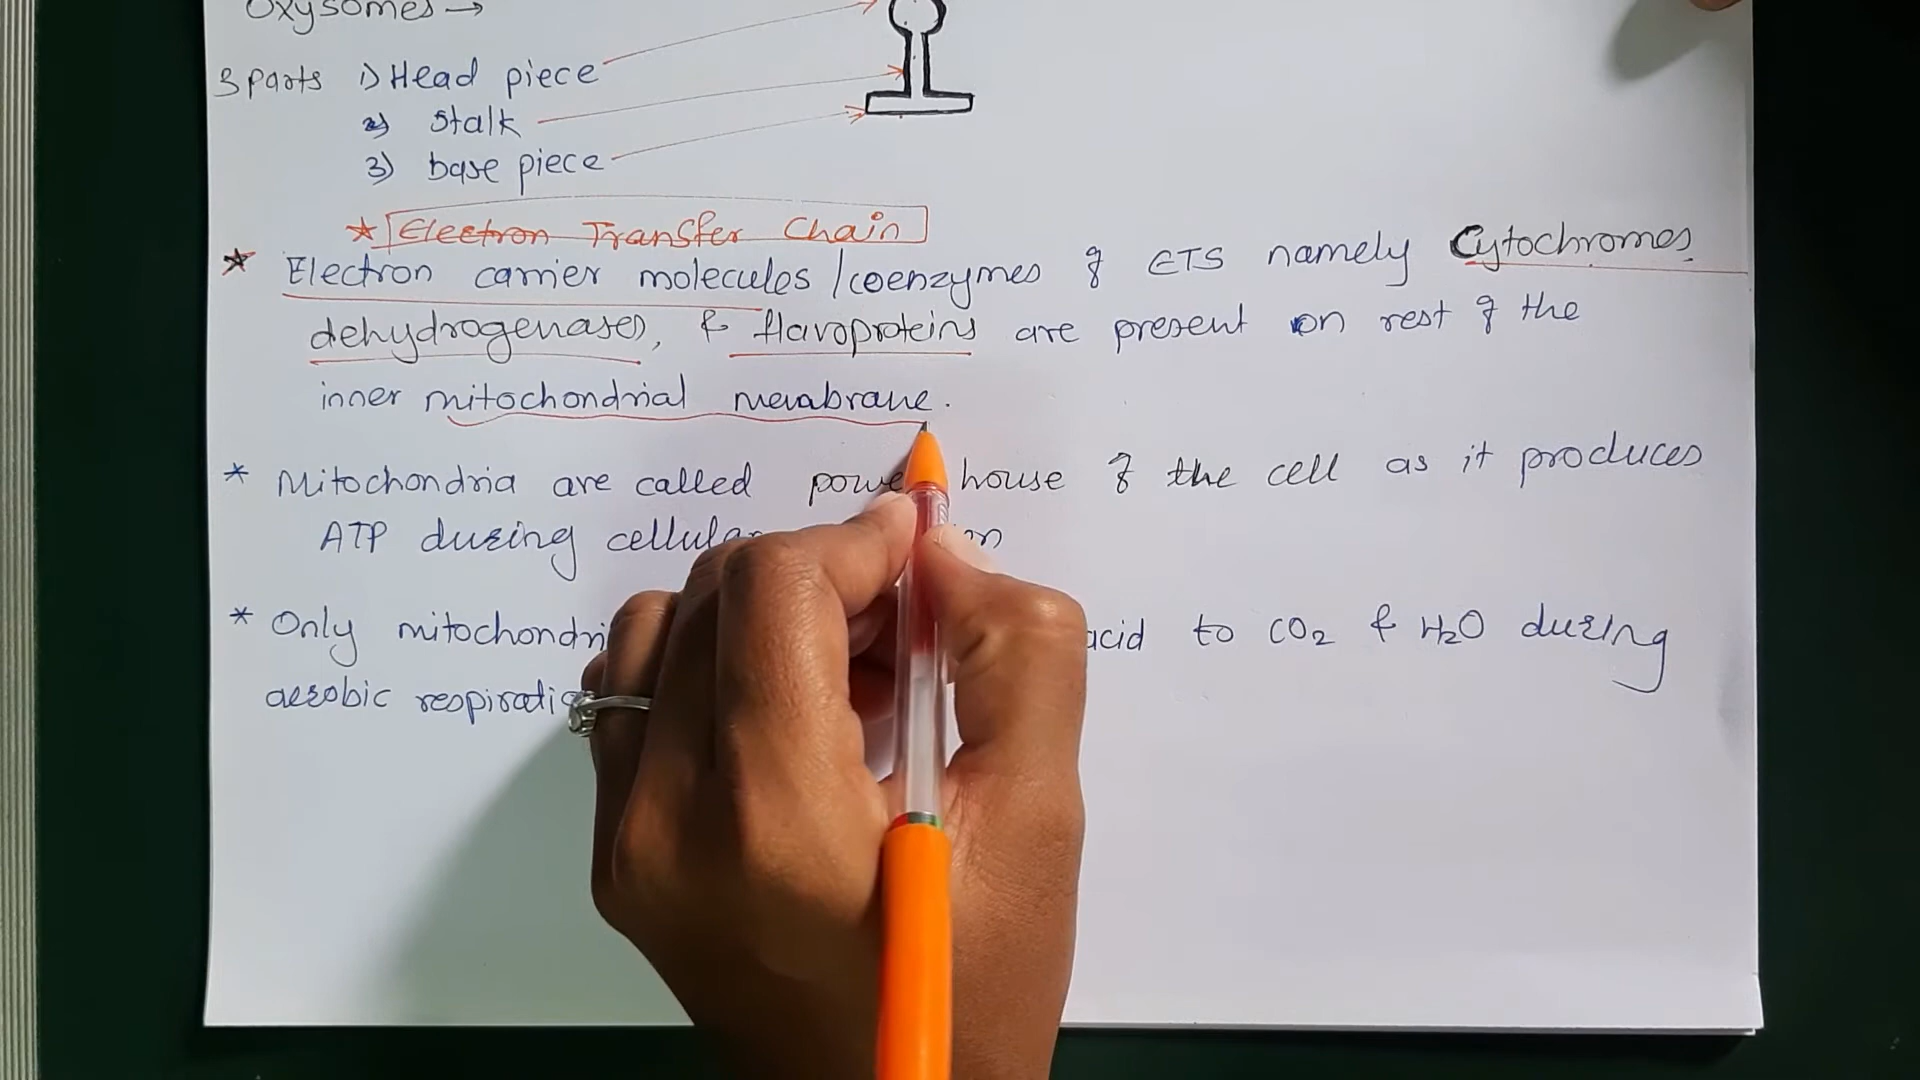 Oxysomes →
3 parts 1) Head piece
2) stalk
3) base piece
* Electron Transfer Chain
* Electron carrier molecules/coenzymes of ETS namely Cytochromes
dehydrogenases, & flavoproteins are present on rest of the
inner mitochondrial membrane.
* Mitochondria are called power house of the cell as it produces
ATP during cellular
* Only mitochondri acid to CO2 & H2O during
aerobic respiratio